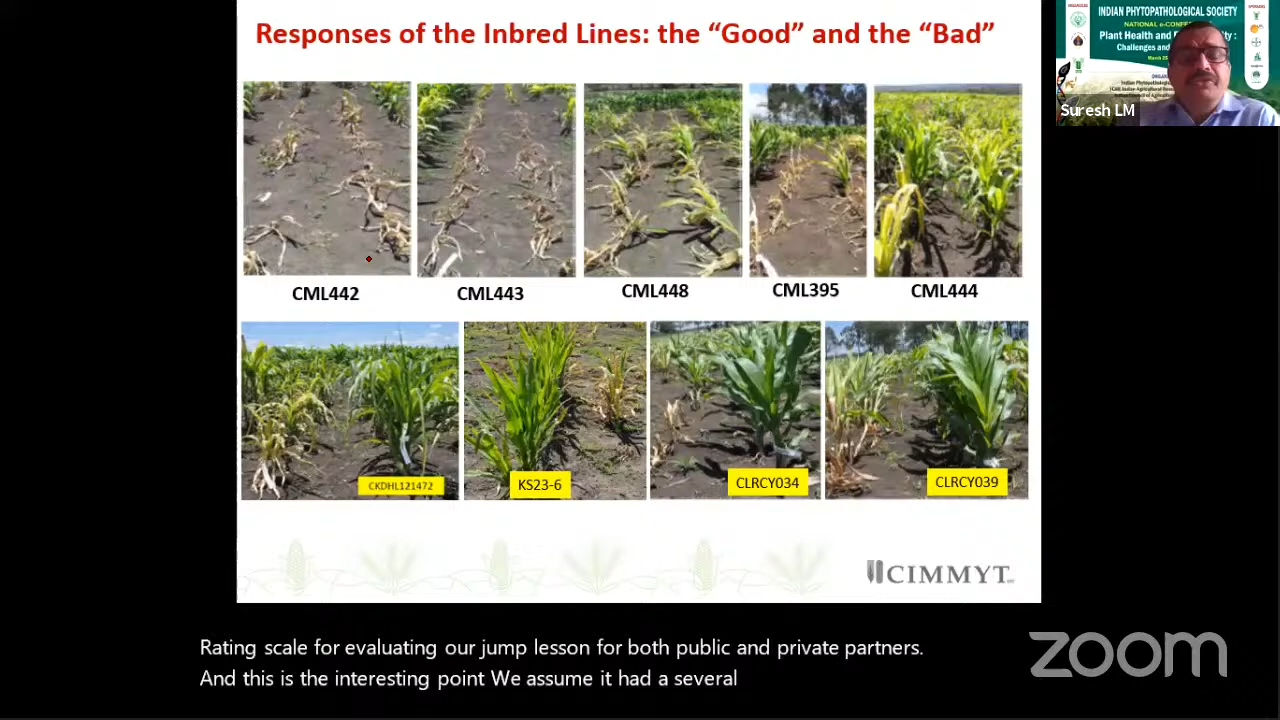 Responses of the Inbred Lines: the “Good” and the “Bad”
CML442
CML443
CML448
CML395
CML444
CKDHL121472
KS23-6
CLRCY034
CLRCY039
CIMMYT
INDIAN PHYTOPATHOLOGICAL SOCIETY
NATIONAL
Plant Health and
Challenges and
Suresh LM
Rating scale for evaluating our jump lesson for both public and private partners.
And this is the interesting point We assume it had a several
zoom